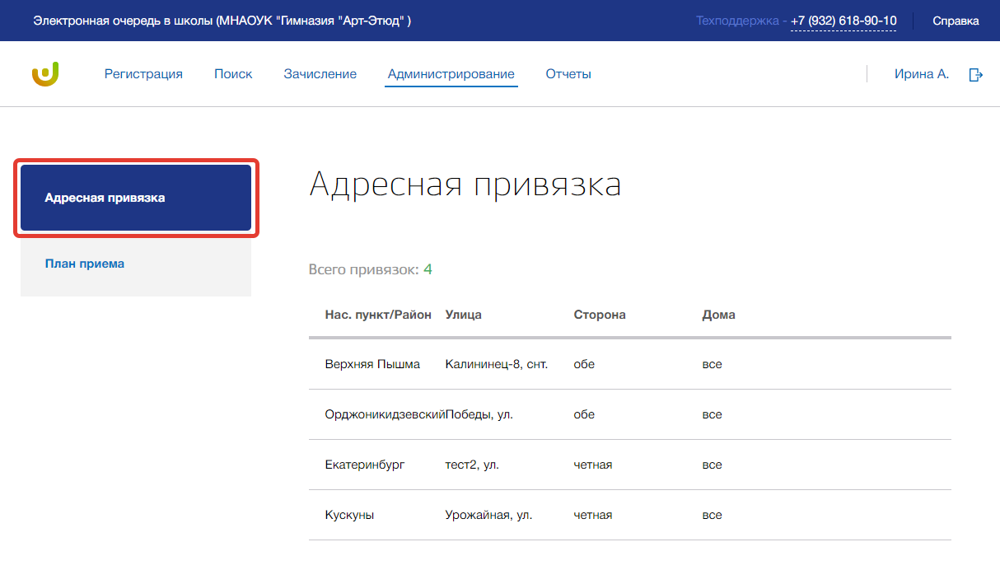 Электронная очередь в школы (МНАОУК "Гимназия "Арт-Этюд" )
Техподдержка - +7 (932) 618-90-10
Справка
Регистрация Поиск Зачисление Администрирование Отчеты
Ирина А.
Адресная привязка
План приема
Адресная привязка
Всего привязок: 4
Нас. пункт/Район Улица Сторона Дома
Верхняя Пышма Калининец-8, снт. обе все
Орджоникидзевский Победы, ул. обе все
Екатеринбург тест2, ул. четная все
Кускуны Урожайная, ул. четная все